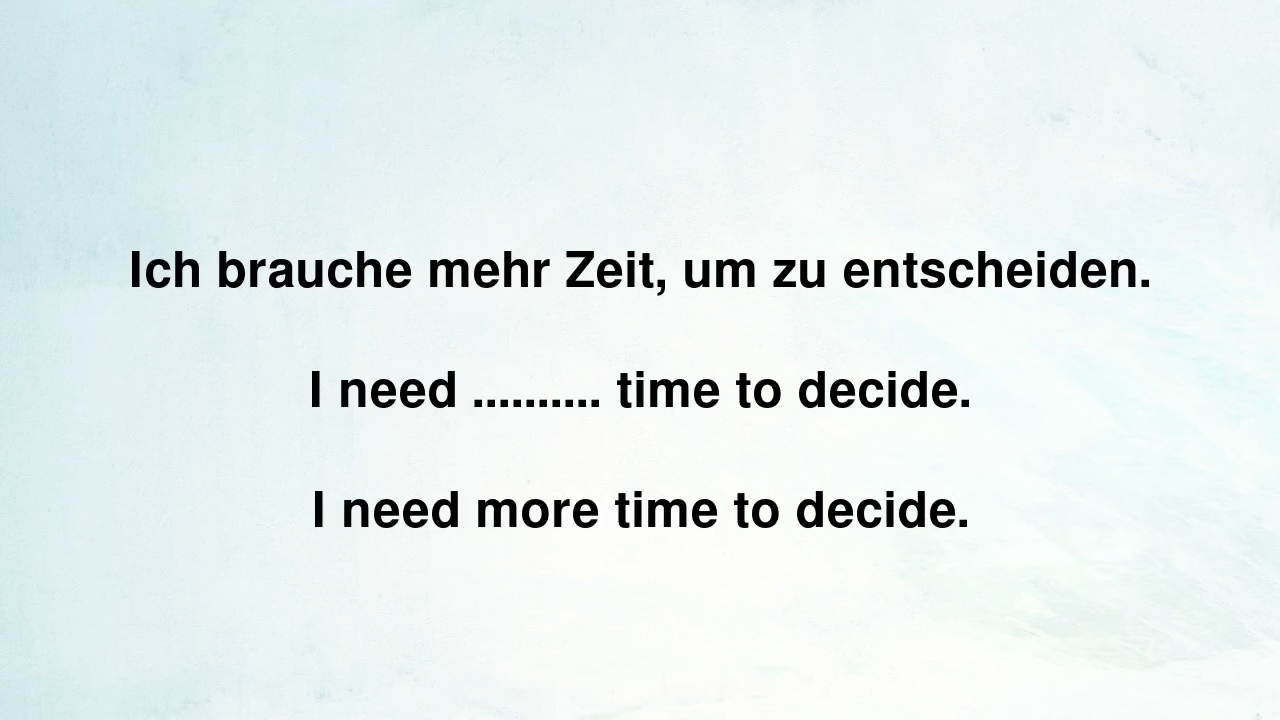 Ich brauche mehr Zeit, um zu entscheiden.
I need .......... time to decide.
I need more time to decide.